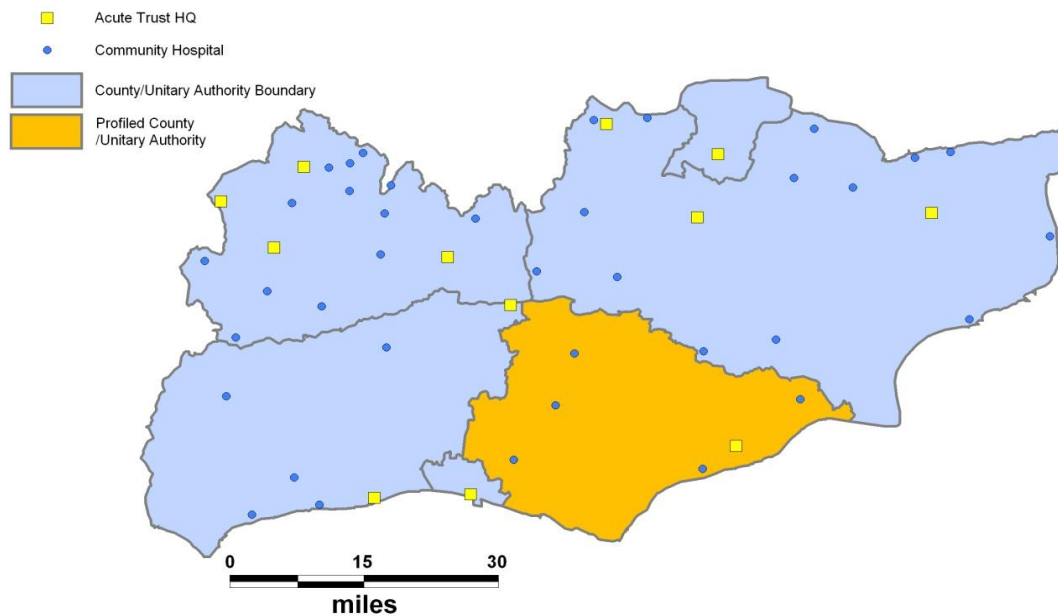 Acute Trust HQ
Community Hospital
County/Unitary Authority Boundary
Profiled County
/Unitary Authority
0 15 30
miles